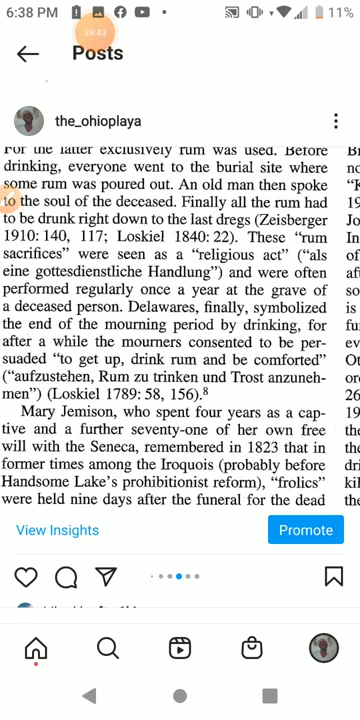 6:38 PM
11%
39:43
Posts
the_ohioplaya
For the latter exclusively rum was used. Before
drinking, everyone went to the burial site where
some rum was poured out. An old man then spoke
to the soul of the deceased. Finally all the rum had
to be drunk right down to the last dregs (Zeisberger
1910: 140, 117; Loskiel 1840: 22). These “rum
sacrifices” were seen as a “religious act” (“als
eine gottesdienstliche Handlung”) and were often
performed regularly once a year at the grave of
a deceased person. Delawares, finally, symbolized
the end of the mourning period by drinking, for
after a while the mourners consented to be per-
suaded “to get up, drink rum and be comforted”
(“aufzustehen, Rum zu trinken und Trost anzuneh-
men”) (Loskiel 1789: 58, 156).8
Mary Jemison, who spent four years as a cap-
tive and a further seventy-one of her own free
will with the Seneca, remembered in 1823 that in
former times among the Iroquois (probably before
Handsome Lake’s prohibitionist reform), “frolics”
were held nine days after the funeral for the dead
View Insights
Promote